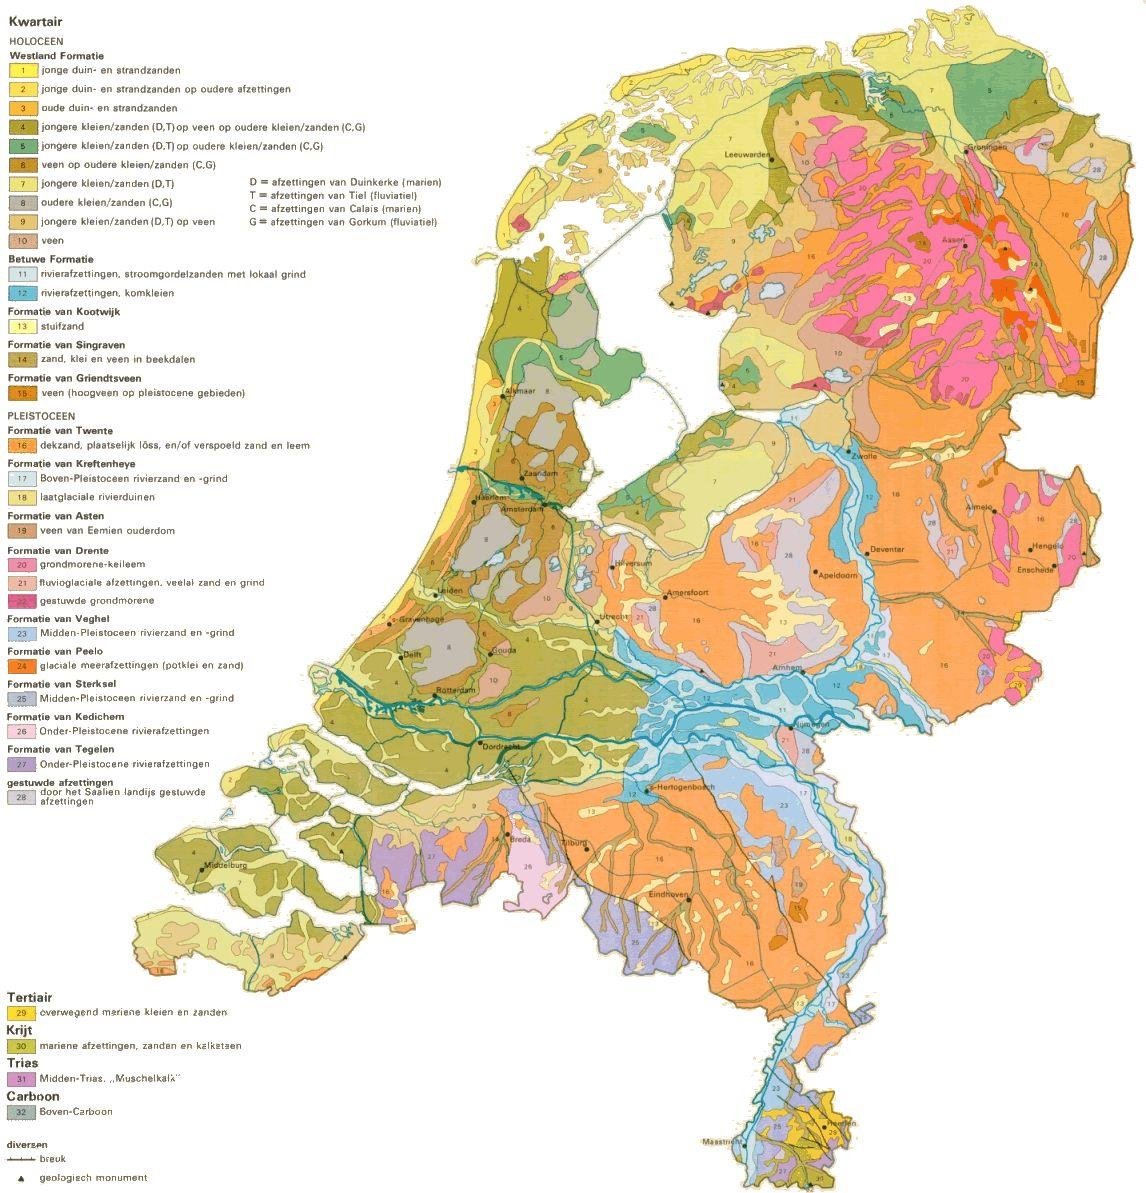 Kwartair
HOLOCEEN
Westland Formatie
1 jonge duin- en strandzanden
2 jonge duin- en strandzanden op oudere afzettingen
3 oude duin- en strandzanden
4 jongere kleien/zanden (D,T) op veen op oudere kleien/zanden (C,G)
5 jongere kleien/zanden (D,T) op oudere kleien/zanden (C,G)
6 veen op oudere kleien/zanden (C,G)
7 jongere kleien/zanden (D,T)
8 oudere kleien/zanden (C,G)
9 jongere kleien/zanden (D,T) op veen
10 veen
D = afzettingen van Duinkerke (marien)
T = afzettingen van Tiel (fluviatiel)
C = afzettingen van Calais (marien)
G = afzettingen van Gorkum (fluviatiel)
Betuwe Formatie
11 rivierafzettingen, stroomgordelzanden met lokaal grind
12 rivierafzettingen, komkleien
Formatie van Kootwijk
13 stuifzand
Formatie van Singraven
14 zand, klei en veen in beekdalen
Formatie van Griendtsveen
15 veen (hoogveen op pleistocene gebieden)
PLEISTOCEEN
Formatie van Twente
16 dekzand, plaatselijk löss, en/of verspoeld zand en leem
Formatie van Kreftenheye
17 Boven-Pleistoceen rivierzand en -grind
18 laatglaciale rivierduinen
Formatie van Asten
19 veen van Eemien ouderdom
Formatie van Drente
20 grondmorene-keileem
21 fluvioglaciale afzettingen, veelal zand en grind
22 gestuwde grondmorene
Formatie van Veghel
23 Midden-Pleistoceen rivierzand en -grind
Formatie van Peelo
24 glaciale meerafzettingen (potklei en zand)
Formatie van Sterksel
25 Midden-Pleistoceen rivierzand en -grind
Formatie van Kedichem
26 Onder-Pleistocene rivierafzettingen
Formatie van Tegelen
27 Onder-Pleistocene rivierafzettingen
gestuwde afzettingen
28 door het Saalien landijs gestuwde
afzettingen
Tertiair
29 overwegend mariene kleien en zanden
Krijt
30 mariene afzettingen, zanden en kalksteen
Trias
31 Midden-Trias, „Muschelkalk"
Carboon
32 Boven-Carboon
diversen
breuk
geologisch monument
Groningen
Leeuwarden
Assen
Alkmaar
Zwolle
Zaandam
Haarlem
Amsterdam
Almelo
Hengelo
Enschede
Deventer
Hilversum
Apeldoorn
Amersfoort
Leiden
Utrecht
's-Gravenhage
Delft
Gouda
Arnhem
Rotterdam
Nijmegen
Dordrecht
's-Hertogenbosch
Breda
Tilburg
Middelburg
Eindhoven
Heerlen
Maastricht